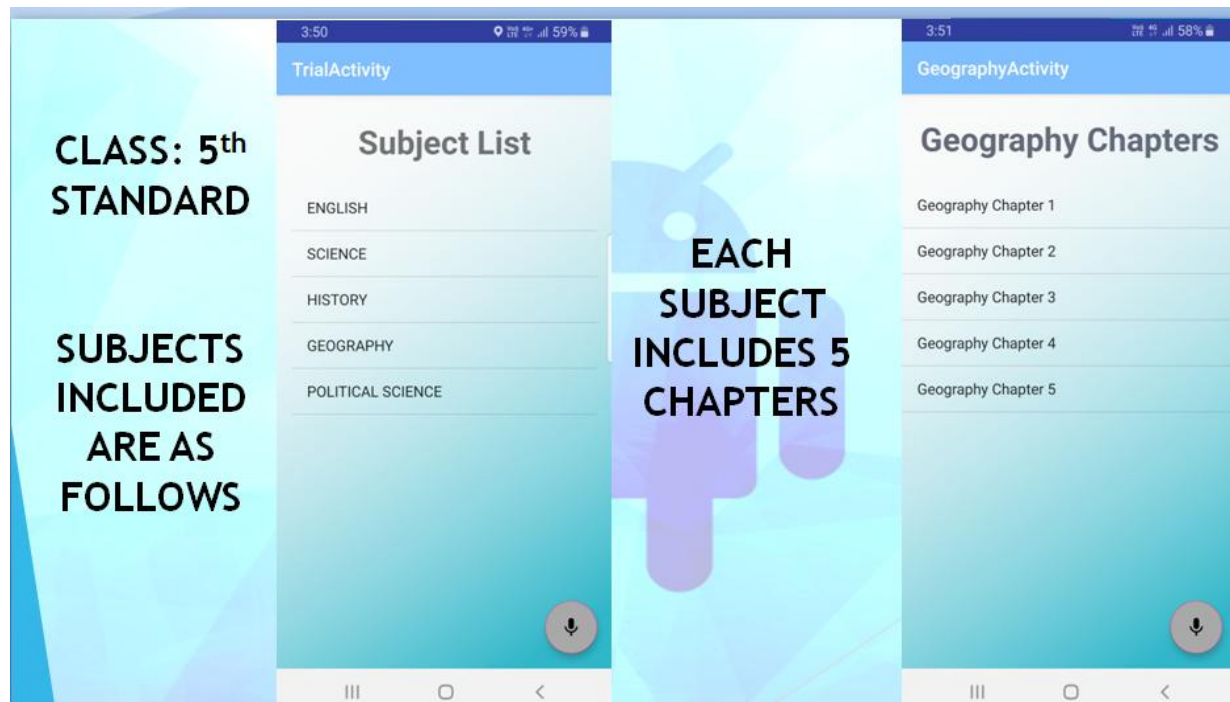 CLASS: 5th
STANDARD
SUBJECTS
INCLUDED
ARE AS
FOLLOWS
3:50
59%
TrialActivity
Subject List
ENGLISH
SCIENCE
HISTORY
GEOGRAPHY
POLITICAL SCIENCE
EACH
SUBJECT
INCLUDES 5
CHAPTERS
3:51
58%
GeographyActivity
Geography Chapters
Geography Chapter 1
Geography Chapter 2
Geography Chapter 3
Geography Chapter 4
Geography Chapter 5